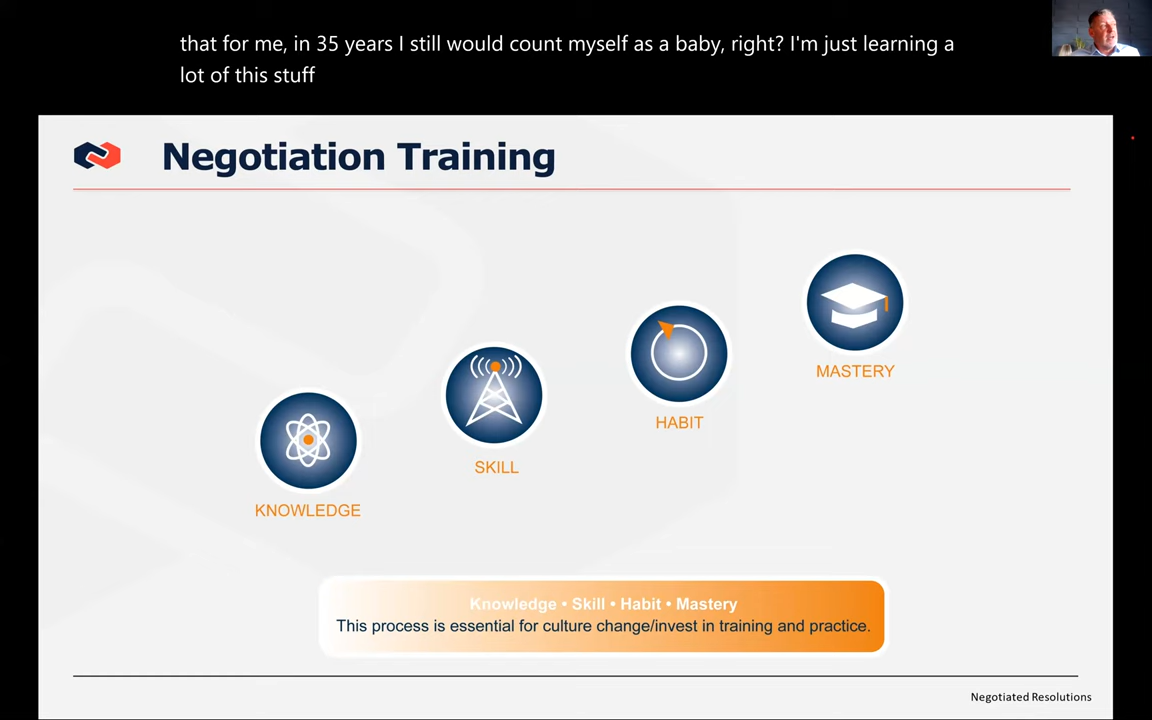 that for me, in 35 years I still would count myself as a baby, right? I'm just learning a
lot of this stuff
Negotiation Training
MASTERY
HABIT
SKILL
KNOWLEDGE
Knowledge • Skill • Habit • Mastery
This process is essential for culture change/invest in training and practice.
Negotiated Resolutions